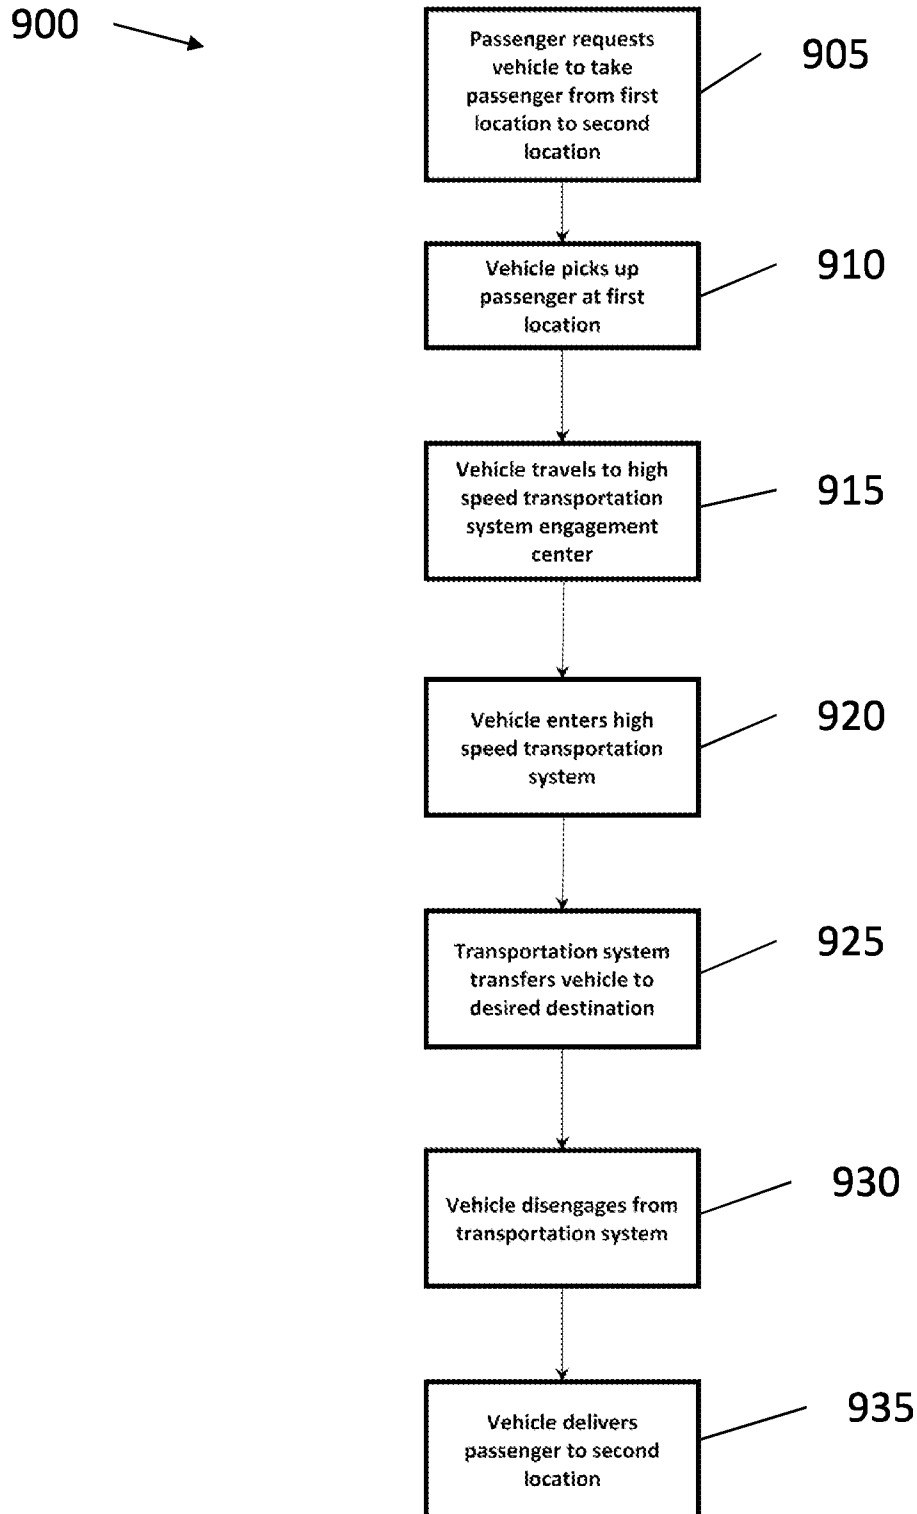 900
Passenger requests
vehicle to take
passenger from first
location to second
location
905
Vehicle picks up
passenger at first
location
910
Vehicle travels to high
speed transportation
system engagement
center
915
Vehicle enters high
speed transportation
system
920
Transportation system
transfers vehicle to
desired destination
925
Vehicle disengages from
transportation system
930
Vehicle delivers
passenger to second
location
935